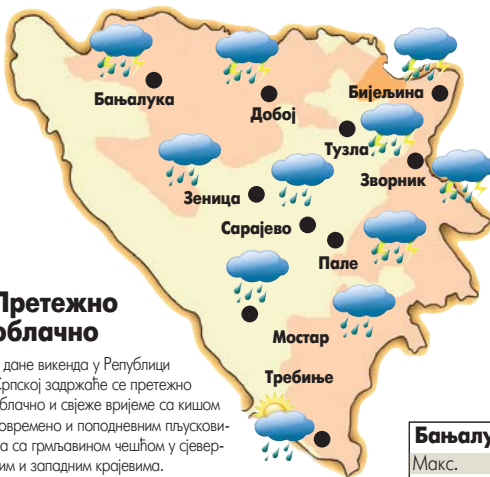 Бањалука
Добој
Бијељина
Тузла
Зворник
Зеница
Сарајево
Пале
Мостар
Требиње
Претежно
облачно
дане викенда у Републици
Српској задржаће се претежно
облачно и свјеже вријеме са кишом
повремено и поподневним пљускови-
ма са грмљавином чешћом у сјевер-
ним и западним крајевима.
Бањалу
Макс.